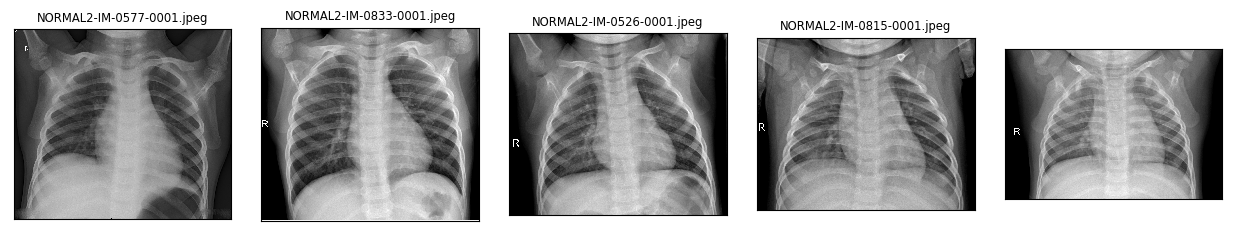 NORMAL2-IM-0577-0001.jpeg
NORMAL2-IM-0833-0001.jpeg
NORMAL2-IM-0526-0001.jpeg
NORMAL2-IM-0815-0001.jpeg
R
R
R
R